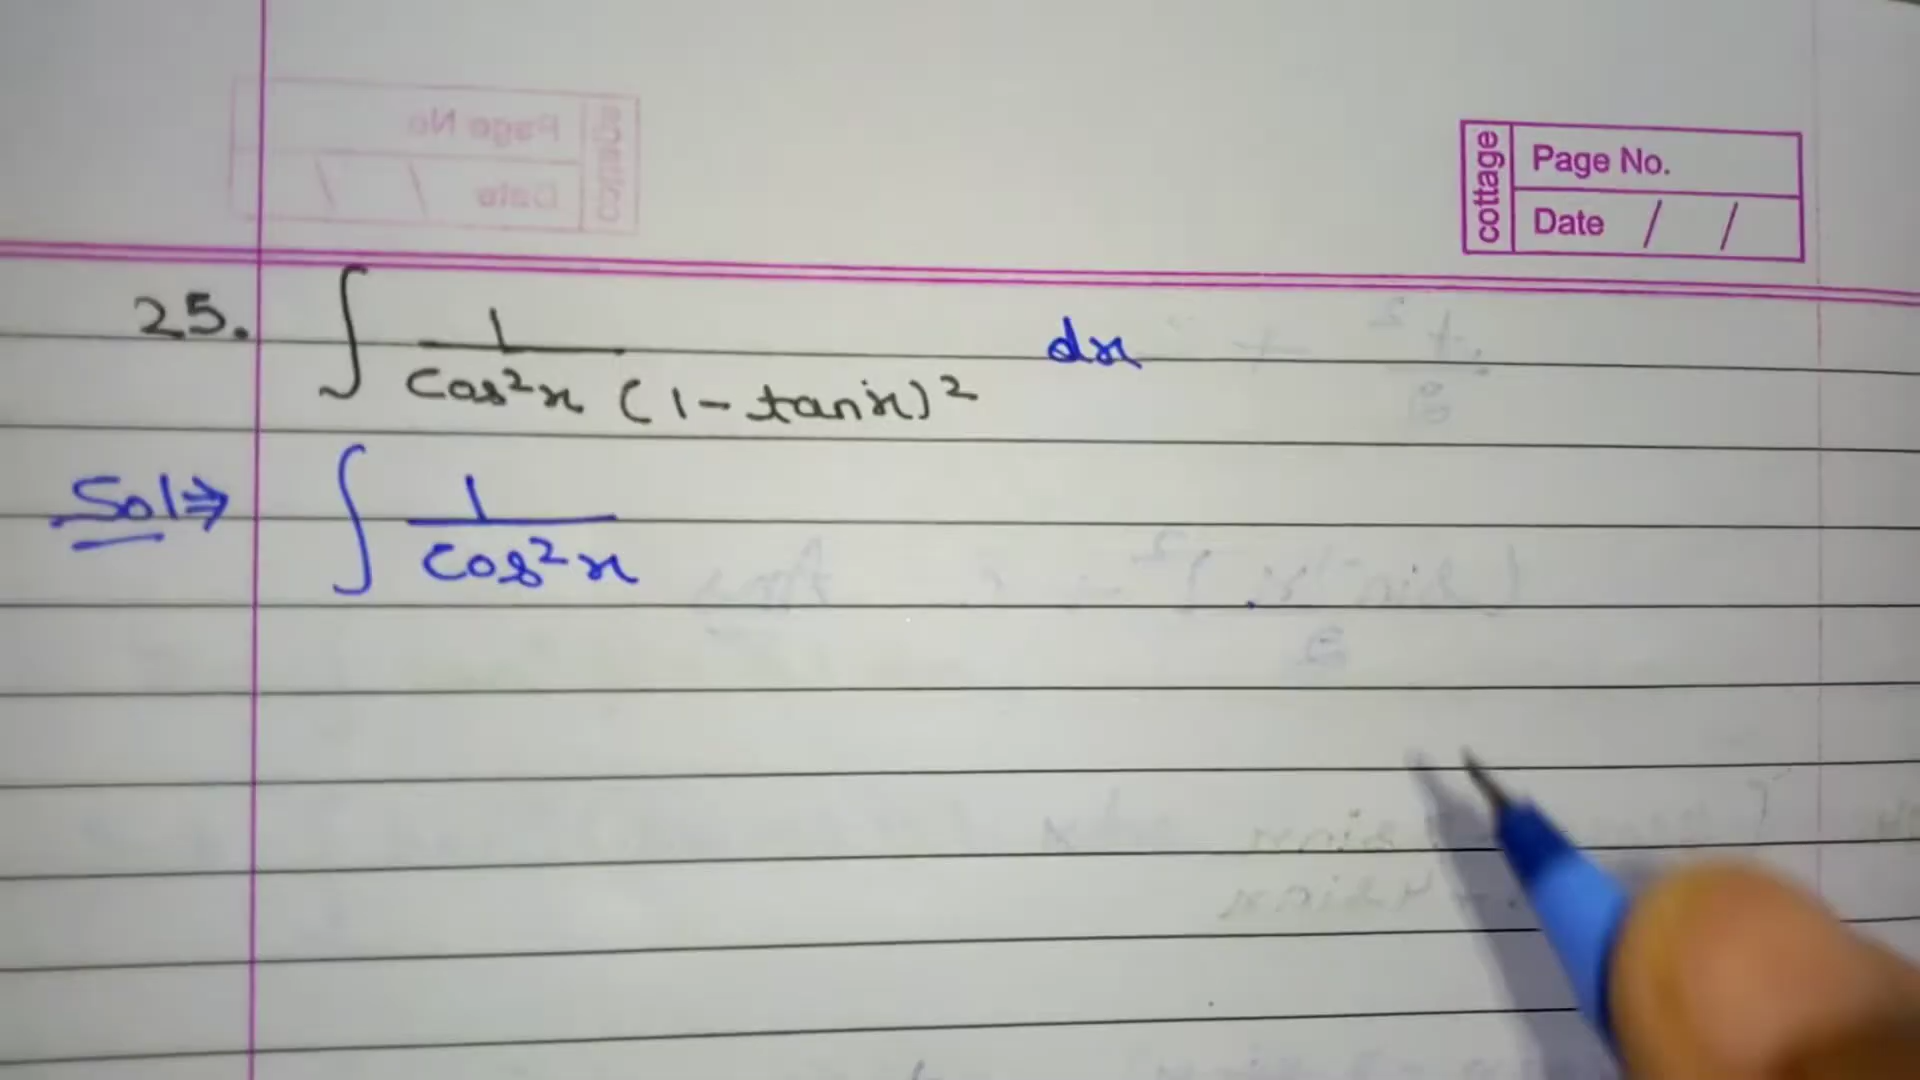 cottage
Page No.
Date / /
25. ∫ 1/(cos²x (1 - tanx)²) dx
Sol⇒ ∫ 1/cos²x